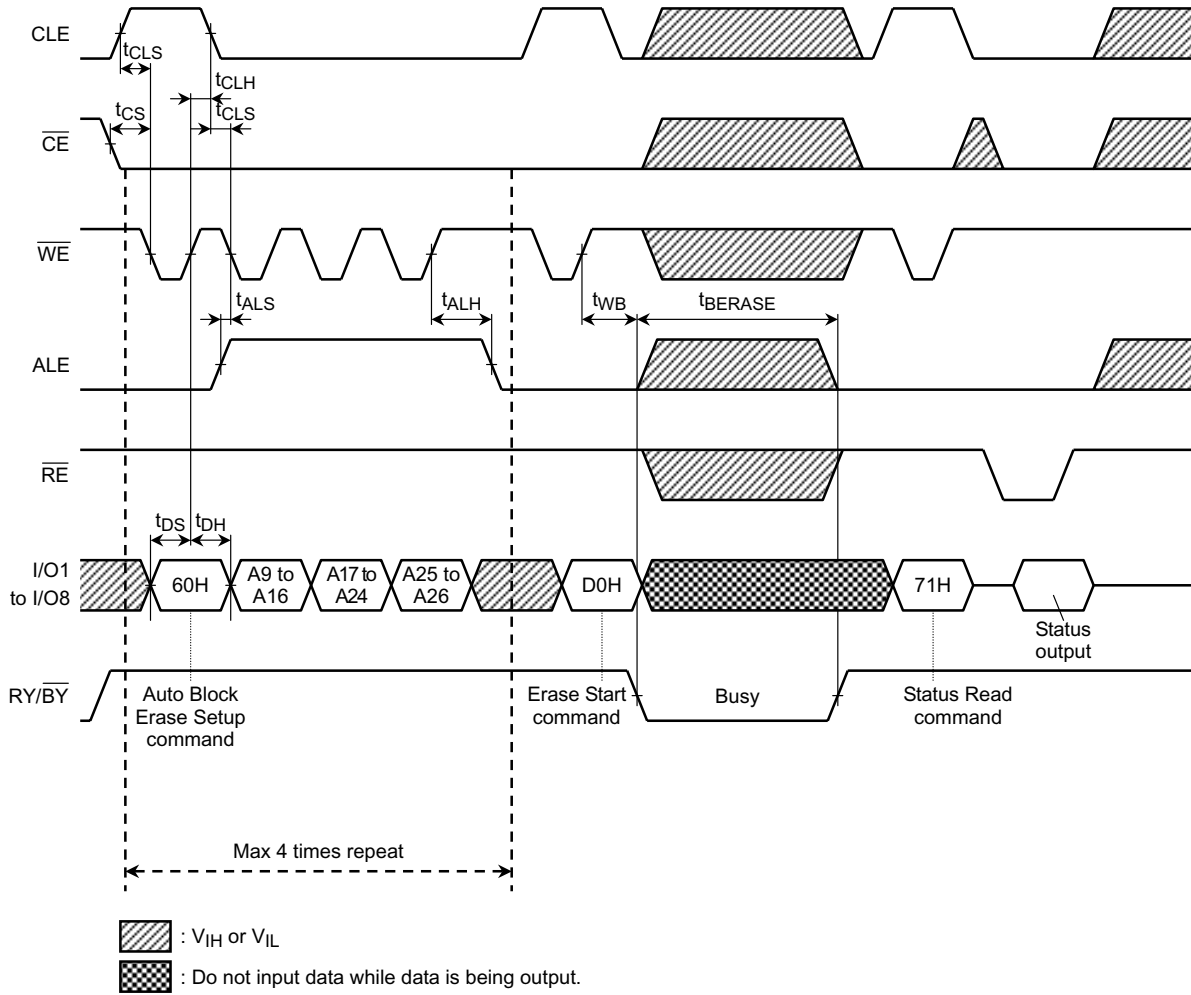 CLE
tCLS
tCLH
tCS
tCLS
CE
WE
tALS
tALH
tWB
tBERASE
ALE
RE
tDS
tDH
I/O1
to I/O8
60H
A9 to
A16
A17 to
A24
A25 to
A26
D0H
71H
Status
output
RY/BY
Auto Block
Erase Setup
command
Erase Start
command
Busy
Status Read
command
Max 4 times repeat
: VIH or VIL
: Do not input data while data is being output.